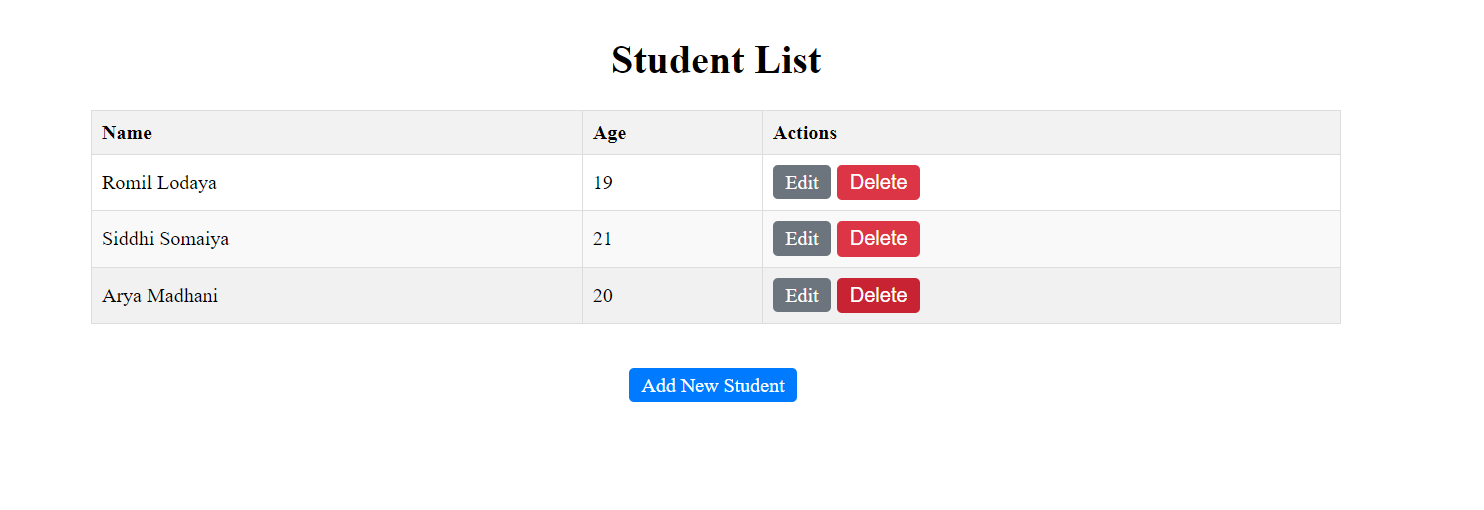 Student List
Name Age Actions
Romil Lodaya 19 Edit Delete
Siddhi Somaiya 21 Edit Delete
Arya Madhani 20 Edit Delete
Add New Student